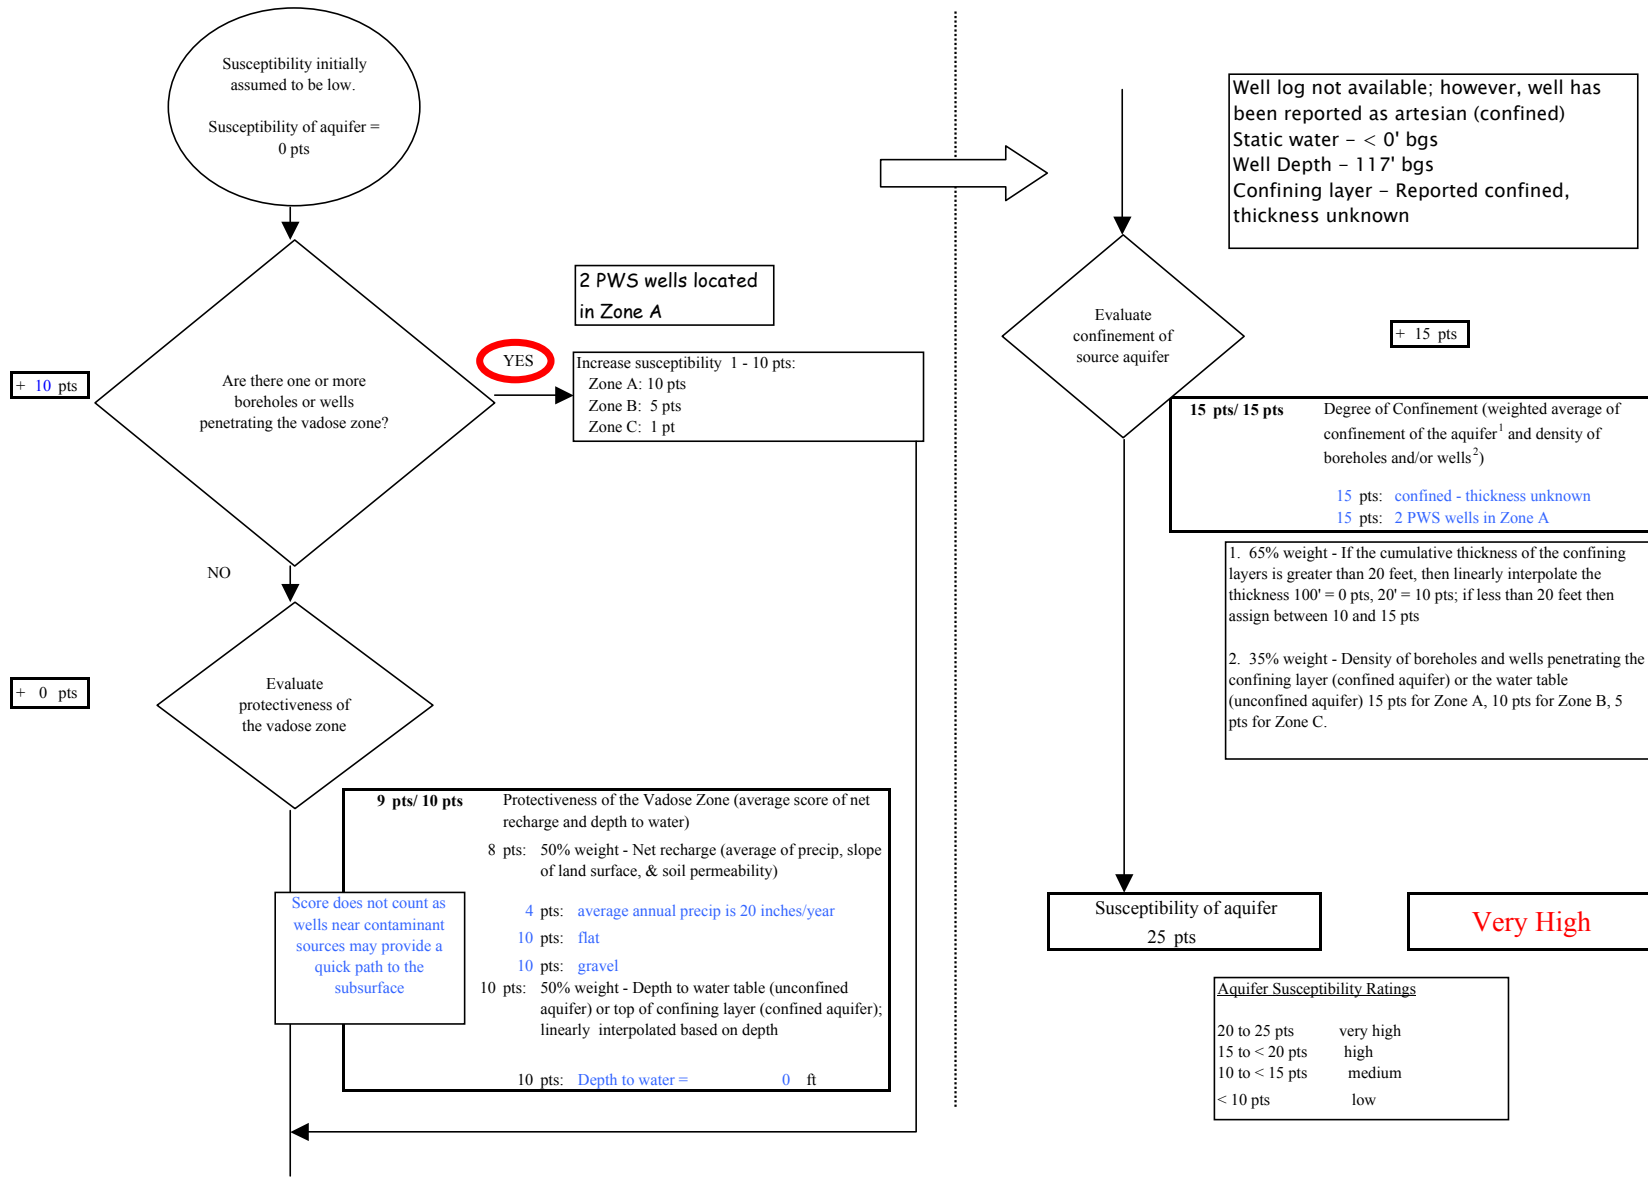 Susceptibility initially
assumed to be low.
Susceptibility of aquifer =
0 pts
2 PWS wells located
in Zone A
YES
Increase susceptibility 1 - 10 pts:
Zone A: 10 pts
Zone B: 5 pts
Zone C: 1 pt
+ 10 pts
Are there one or more
boreholes or wells
penetrating the vadose zone?
NO
+ 0 pts
Evaluate
protectiveness of
the vadose zone
9 pts/ 10 pts Protectiveness of the Vadose Zone (average score of net
recharge and depth to water)
8 pts: 50% weight - Net recharge (average of precip, slope
of land surface, & soil permeability)
4 pts: average annual precip is 20 inches/year
10 pts: flat
10 pts: gravel
10 pts: 50% weight - Depth to water table (unconfined
aquifer) or top of confining layer (confined aquifer);
linearly interpolated based on depth
10 pts: Depth to water = 0 ft
Score does not count as
wells near contaminant
sources may provide a
quick path to the
subsurface
Well log not available; however, well has
been reported as artesian (confined)
Static water – < 0' bgs
Well Depth – 117' bgs
Confining layer – Reported confined,
thickness unknown
Evaluate
confinement of
source aquifer
+ 15 pts
15 pts/ 15 pts Degree of Confinement (weighted average of
confinement of the aquifer1 and density of
boreholes and/or wells2)
15 pts: confined - thickness unknown
15 pts: 2 PWS wells in Zone A
1. 65% weight - If the cumulative thickness of the confining
layers is greater than 20 feet, then linearly interpolate the
thickness 100' = 0 pts, 20' = 10 pts; if less than 20 feet then
assign between 10 and 15 pts
2. 35% weight - Density of boreholes and wells penetrating the
confining layer (confined aquifer) or the water table
(unconfined aquifer) 15 pts for Zone A, 10 pts for Zone B, 5
pts for Zone C.
Susceptibility of aquifer
25 pts
Very High
Aquifer Susceptibility Ratings
20 to 25 pts very high
15 to < 20 pts high
10 to < 15 pts medium
< 10 pts low